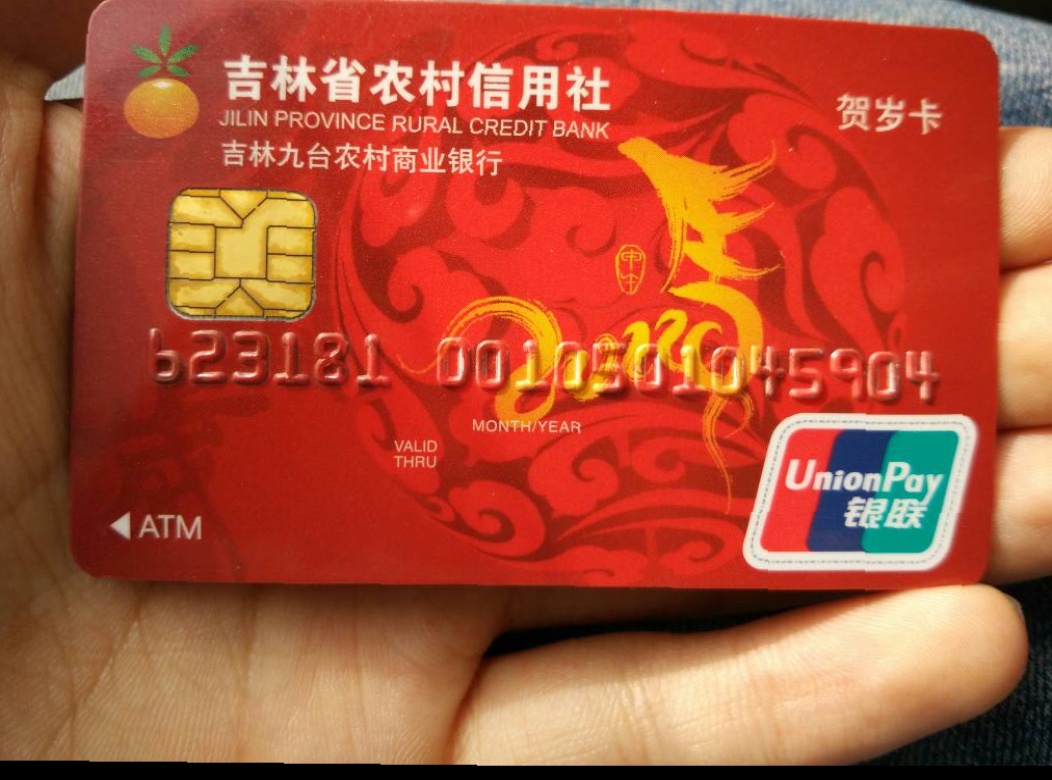 吉林省农村信用社
JILIN PROVINCE RURAL CREDIT BANK
吉林九台农村商业银行
贺岁卡
623181 0010501045904
MONTH/YEAR
VALID
THRU
ATM
UnionPay
银联